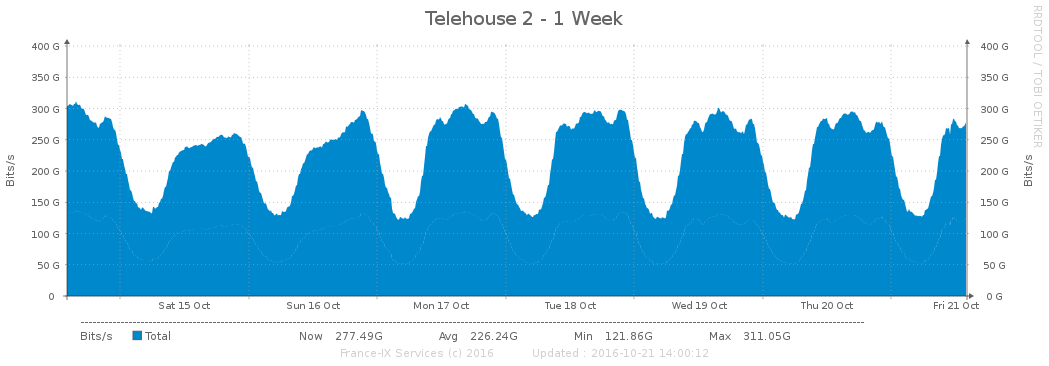 Telehouse 2 - 1 Week
RRDTOOL / TOBI OETIKER
Bits/s
400 G 400 G
350 G 350 G
300 G 300 G
250 G 250 G
200 G 200 G
150 G 150 G
100 G 100 G
50 G 50 G
0 0 G
Bits/s
Sat 15 Oct Sun 16 Oct Mon 17 Oct Tue 18 Oct Wed 19 Oct Thu 20 Oct Fri 21 Oct
Bits/s Total Now 277.49G Avg 226.24G Min 121.86G Max 311.05G
France-IX Services (c) 2016 Updated : 2016-10-21 14:00:12